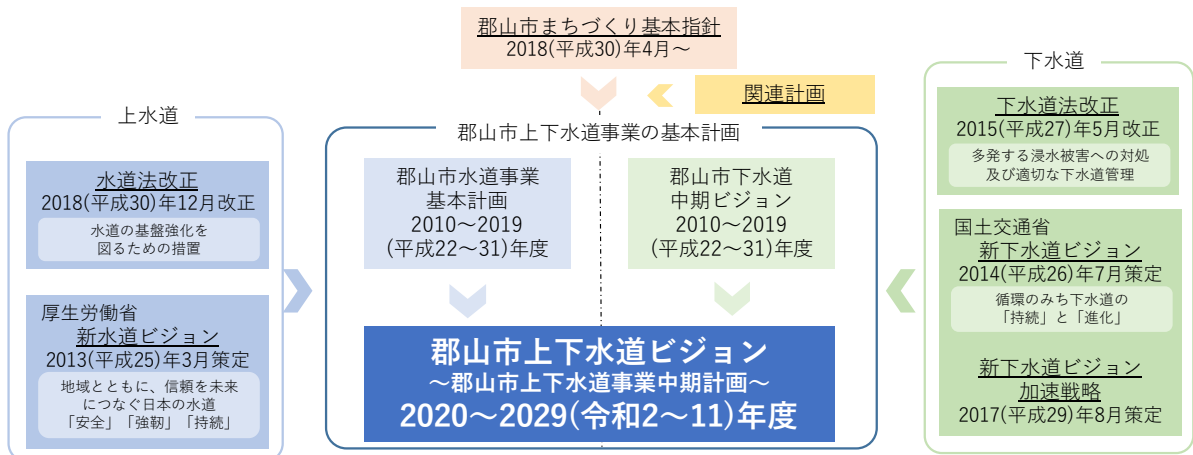 郡山市まちづくり基本指針
2018(平成30)年4月～
関連計画
上水道
水道法改正
2018(平成30)年12月改正
水道の基盤強化を
図るための措置
厚生労働省
新水道ビジョン
2013(平成25)年3月策定
地域とともに、信頼を未来
につなぐ日本の水道
「安全」「強靭」「持続」
郡山市上下水道事業の基本計画
郡山市水道事業
基本計画
2010～2019
(平成22～31)年度
郡山市下水道
中期ビジョン
2010～2019
(平成22～31)年度
郡山市上下水道ビジョン
～郡山市上下水道事業中期計画～
2020～2029(令和2～11)年度
下水道
下水道法改正
2015(平成27)年5月改正
多発する浸水被害への対処
及び適切な下水道管理
国土交通省
新下水道ビジョン
2014(平成26)年7月策定
循環のみち下水道の
「持続」と「進化」
新下水道ビジョン
加速戦略
2017(平成29)年8月策定